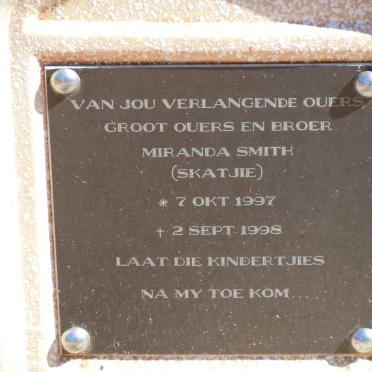 VAN JOU VERLANGENDE OUERS,
GROOT OUERS EN BROER
MIRANDA SMITH
(SKATJIE)
* 7 OKT 1997
† 2 SEPT 1998
LAAT DIE KINDERTJIES
NA MY TOE KOM...